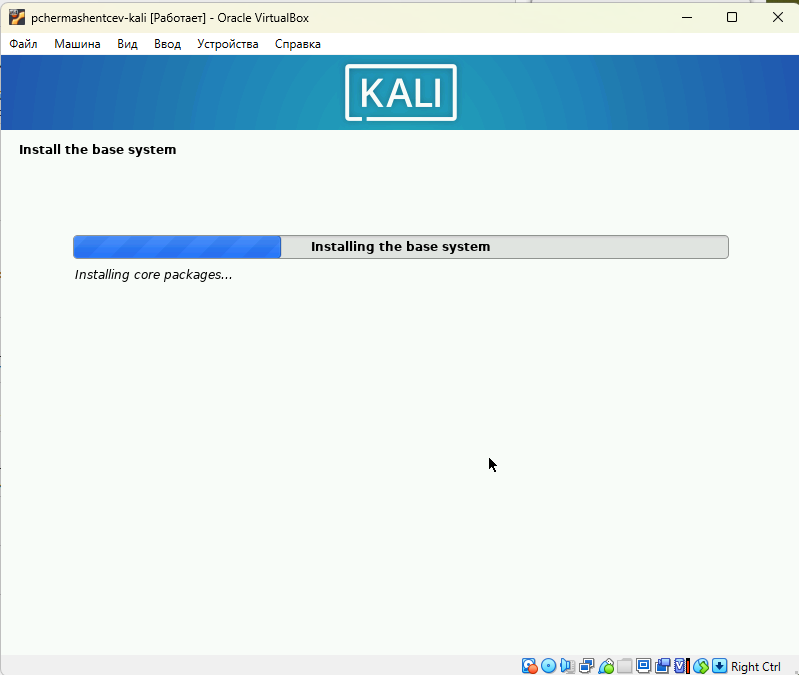 pchermashentcev-kali [Работает] - Oracle VirtualBox
Файл Машина Вид Ввод Устройства Справка
KALI
Install the base system
Installing the base system
Installing core packages...
Right Ctrl